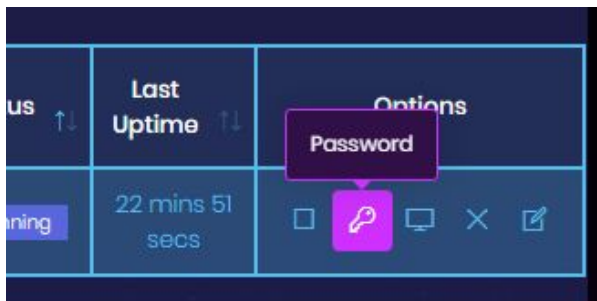 us
Last
Uptime
Options
Password
nning
22 mins 51
secs